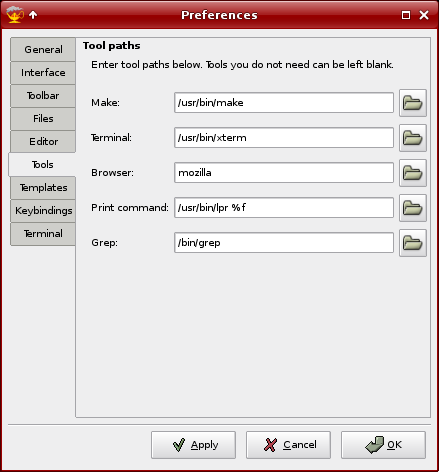 Preferences
General
Interface
Toolbar
Files
Editor
Tools
Templates
Keybindings
Terminal
Tool paths
Enter tool paths below. Tools you do not need can be left blank.
Make: /usr/bin/make
Terminal: /usr/bin/xterm
Browser: mozilla
Print command: /usr/bin/lpr %f
Grep: /bin/grep
Apply Cancel OK